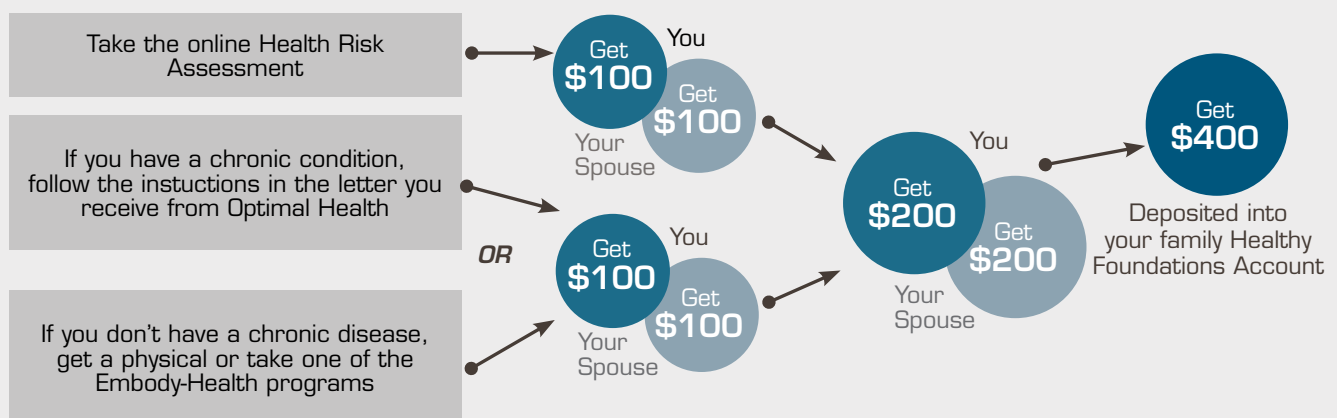 Take the online Health Risk
Assessment
Get
$100
You
Get
$100
Your
Spouse
If you have a chronic condition,
follow the instuctions in the letter you
receive from Optimal Health
OR
If you don't have a chronic disease,
get a physical or take one of the
Embody-Health programs
Get
$100
You
Get
$100
Your
Spouse
Get
$200
You
Get
$200
Your
Spouse
Get
$400
Deposited into
your family Healthy
Foundations Account